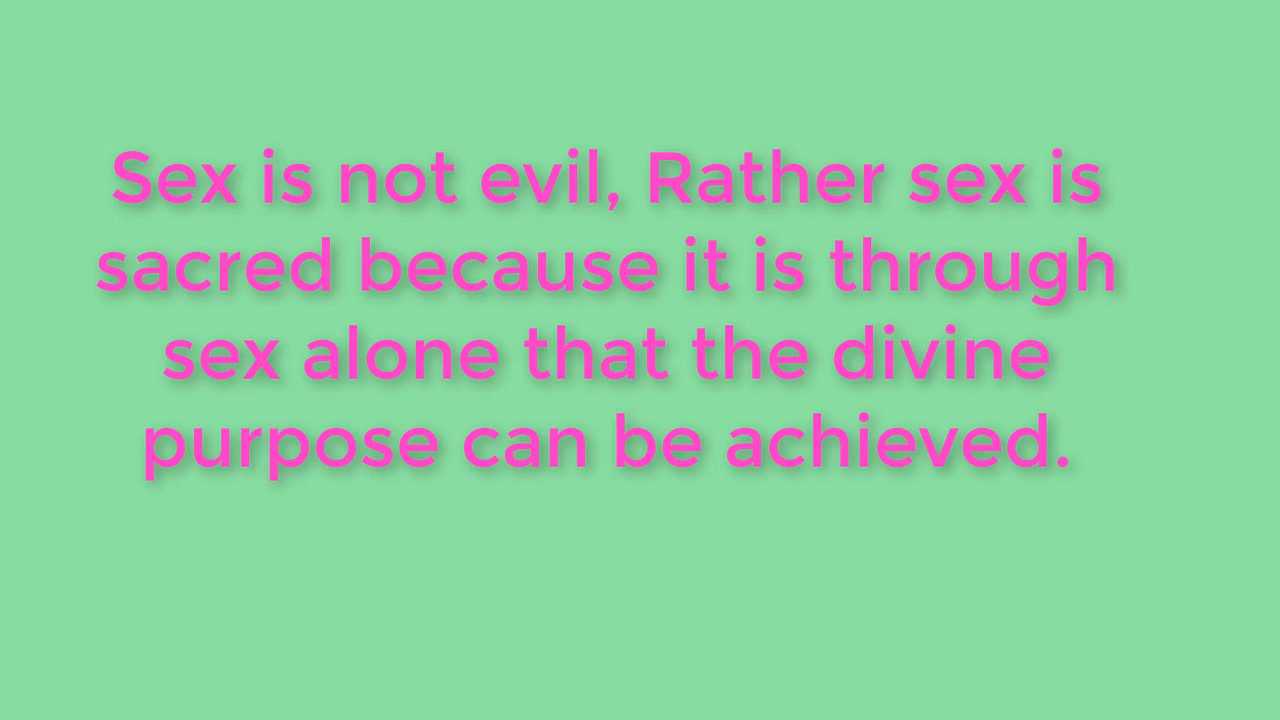 Sex is not evil, Rather sex is
sacred because it is through
sex alone that the divine
purpose can be achieved.